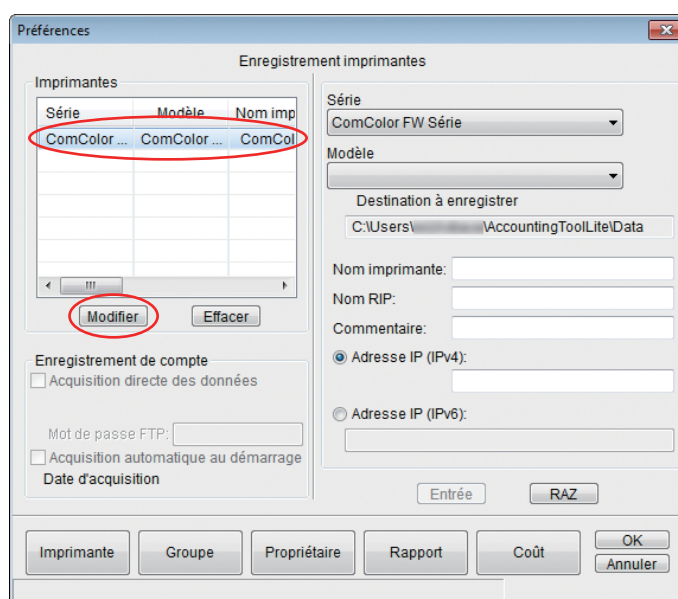 Préférences
Enregistrement imprimantes
Imprimantes
Série Modèle Nom imp
ComColor ... ComColor ... ComCol
Modifier Effacer
Enregistrement de compte
Acquisition directe des données
Mot de passe FTP:
Acquisition automatique au démarrage
Date d'acquisition
Série
ComColor FW Série
Modèle
Destination à enregistrer
C:\Users\ \AccountingToolLite\Data
Nom imprimante:
Nom RIP:
Commentaire:
Adresse IP (IPv4):
Adresse IP (IPv6):
Entrée RAZ
Imprimante Groupe Propriétaire Rapport Coût
OK
Annuler